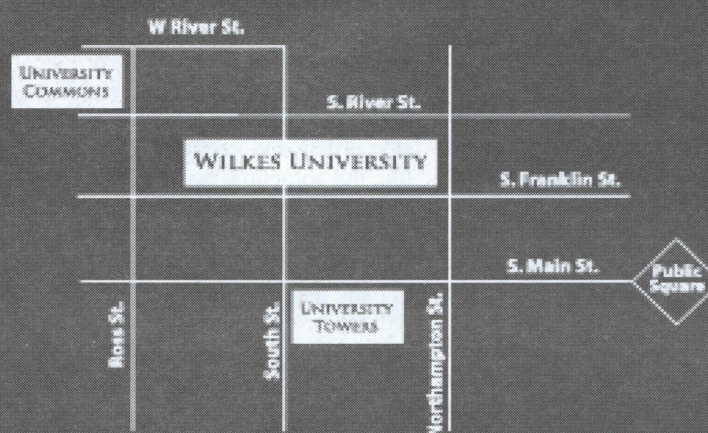 W River St.
UNIVERSITY
COMMONS
S. River St.
WILKES UNIVERSITY
S. Franklin St.
S. Main St.
Public
Square
UNIVERSITY
TOWERS
Ross St.
South St.
Northampton St.